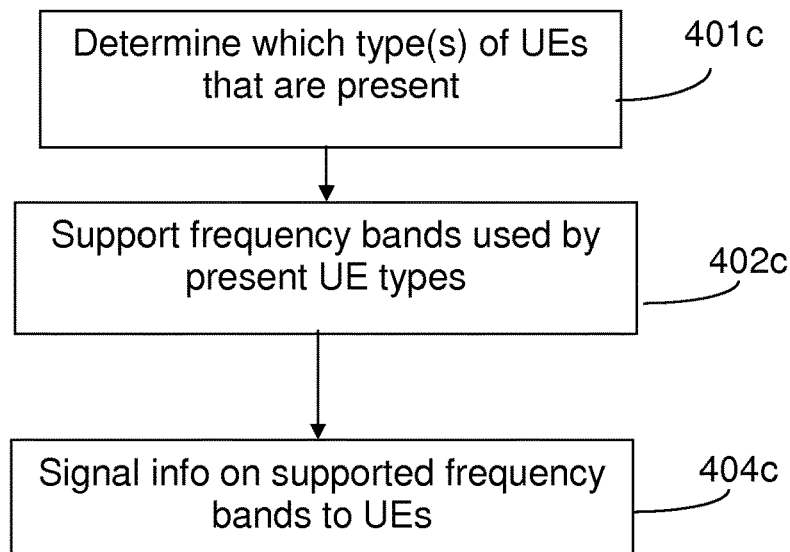 Determine which type(s) of UEs
that are present
401c
Support frequency bands used by
present UE types
402c
Signal info on supported frequency
bands to UEs
404c